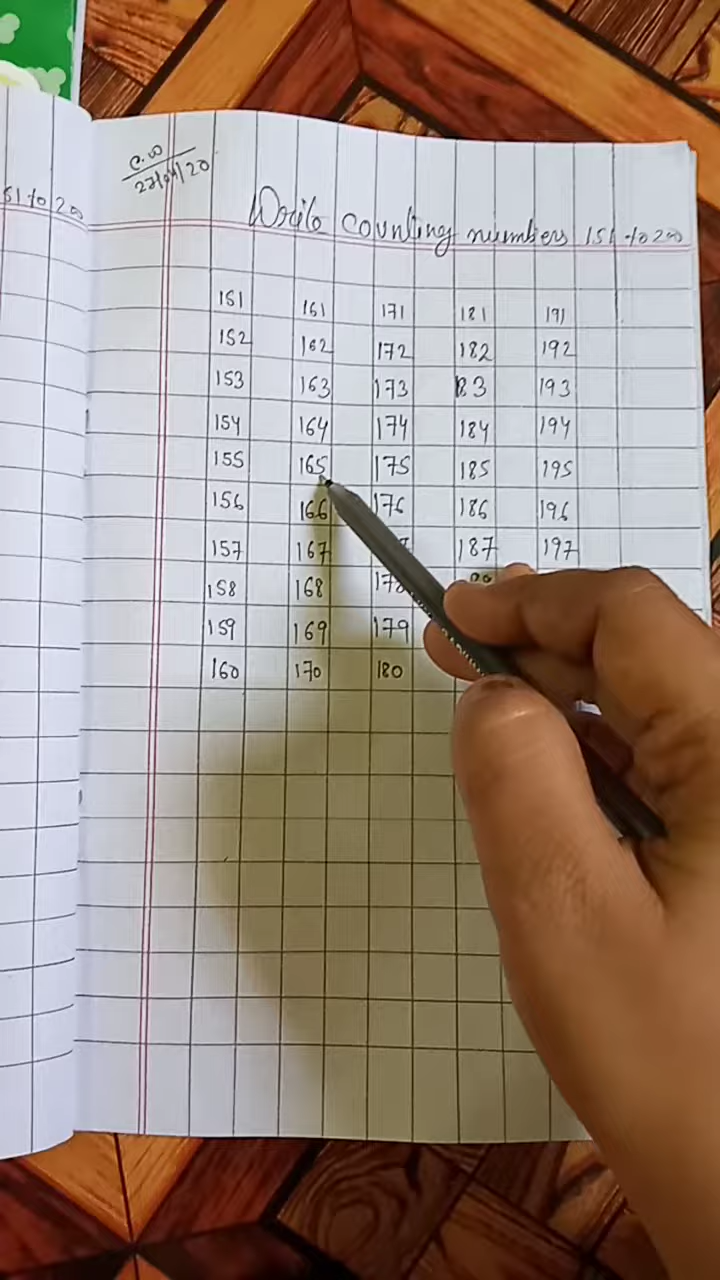 51 to 200
C.W
27/04/20
Write counting numbers 151 to 200
151 161 171 181 191
152 162 172 182 192
153 163 173 183 193
154 164 174 184 194
155 165 175 185 195
156 166 176 186 196
157 167 187 197
158 168 178
159 169 179
160 170 180